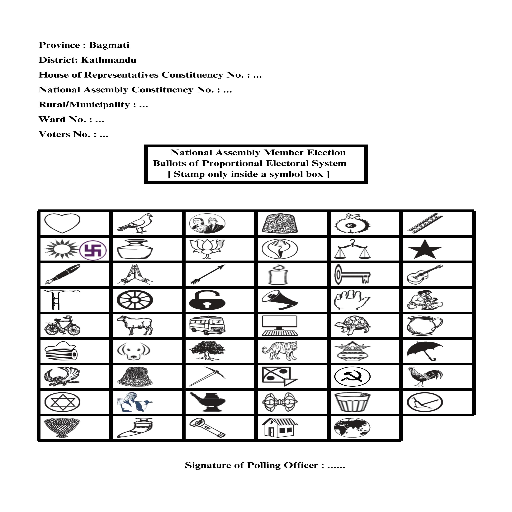 Province : Bagmati
District: Kathmandu
House of Representatives Constituency No. : ...
National Assembly Constituency No. : ...
Rural/Municipality : ...
Ward No. : ...
Voters No. : ...
National Assembly Member Election
Ballots of Proportional Electoral System
[ Stamp only inside a symbol box ]
Signature of Polling Officer : ......